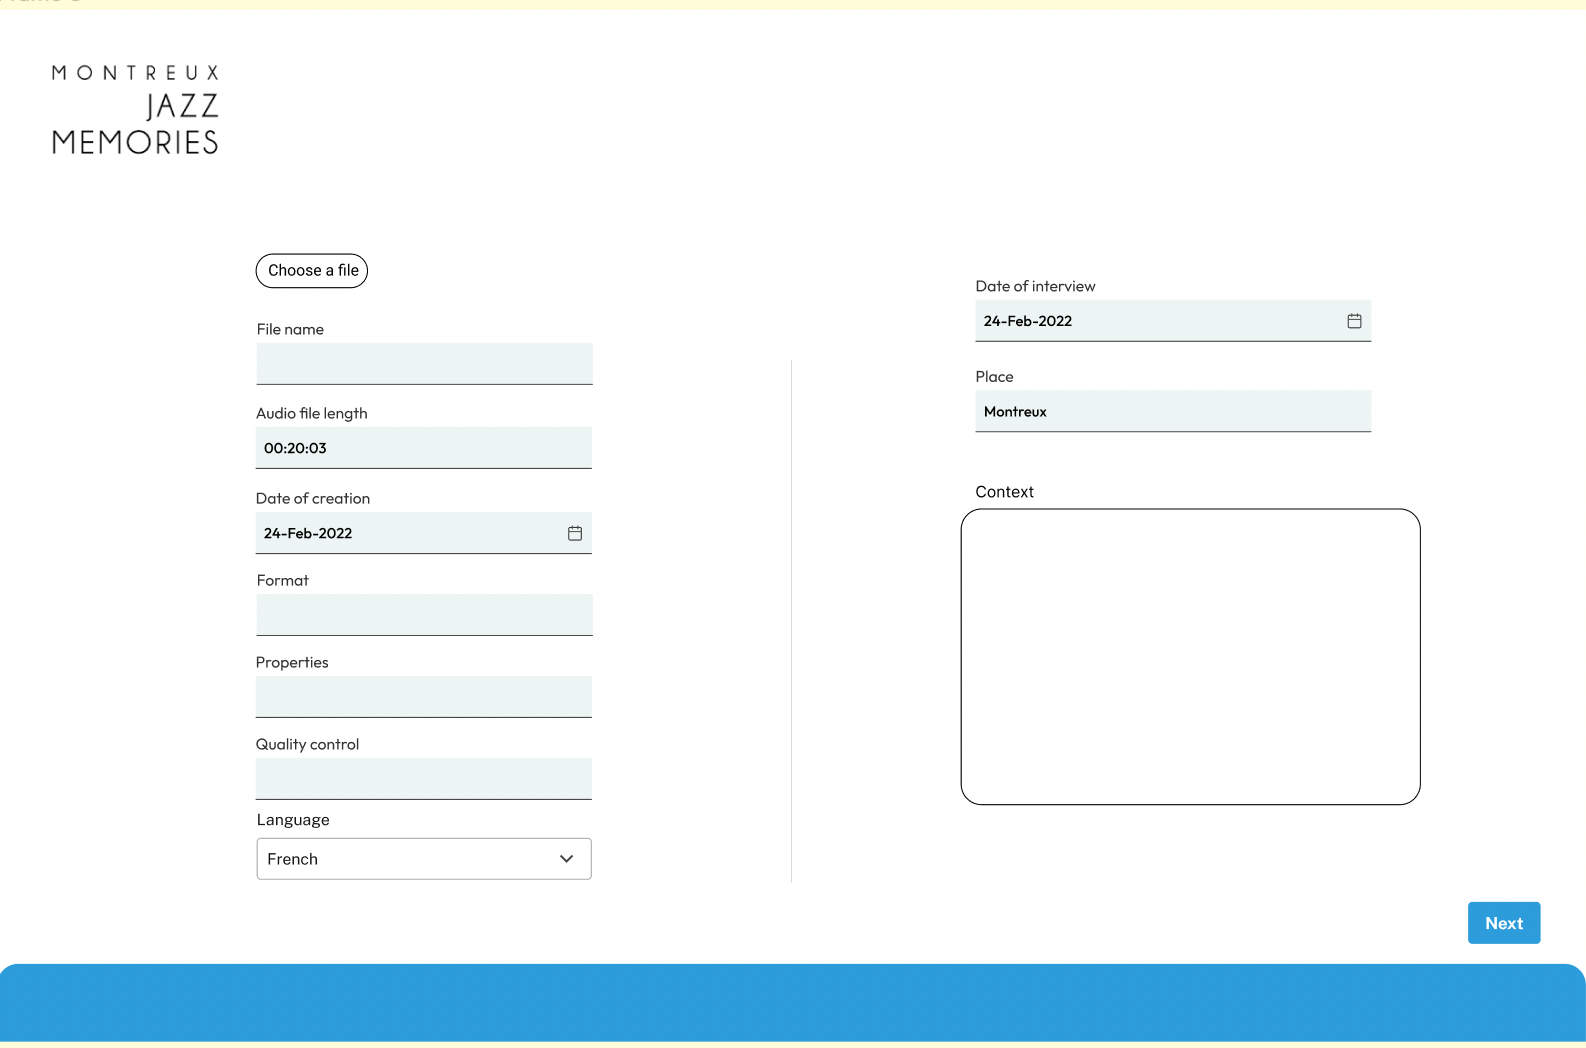 MONTREUX
JAZZ
MEMORIES
Choose a file
File name
Audio file length
00:20:03
Date of creation
24-Feb-2022
Format
Properties
Quality control
Language
French
Date of interview
24-Feb-2022
Place
Montreux
Context
Next